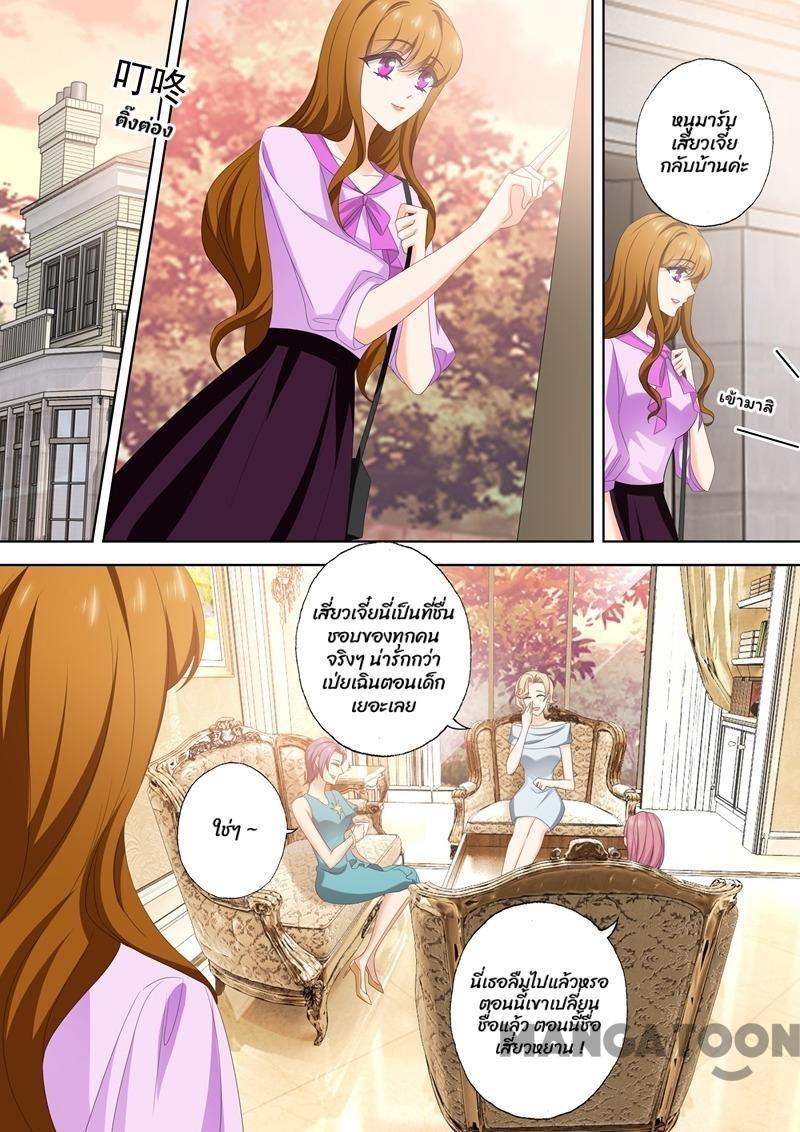 叮咚
ติ๊งต่อง
หนูมารับ
เสี่ยวเจี๋ย
กลับบ้านค่ะ
เข้ามาสิ
เสี่ยวเจี๋ยนี่เป็นที่ชื่น
ชอบของทุกคน
จริงๆ น่ารักกว่า
เป่ยเฉินตอนเด็ก
เยอะเลย
ใช่ๆ ~
นี่เธอลืมไปแล้วหรอ
ตอนนี้เขาเปลี่ยน
ชื่อแล้ว ตอนนี้ชื่อ
เสี่ยวหยาน !
MANGATOON